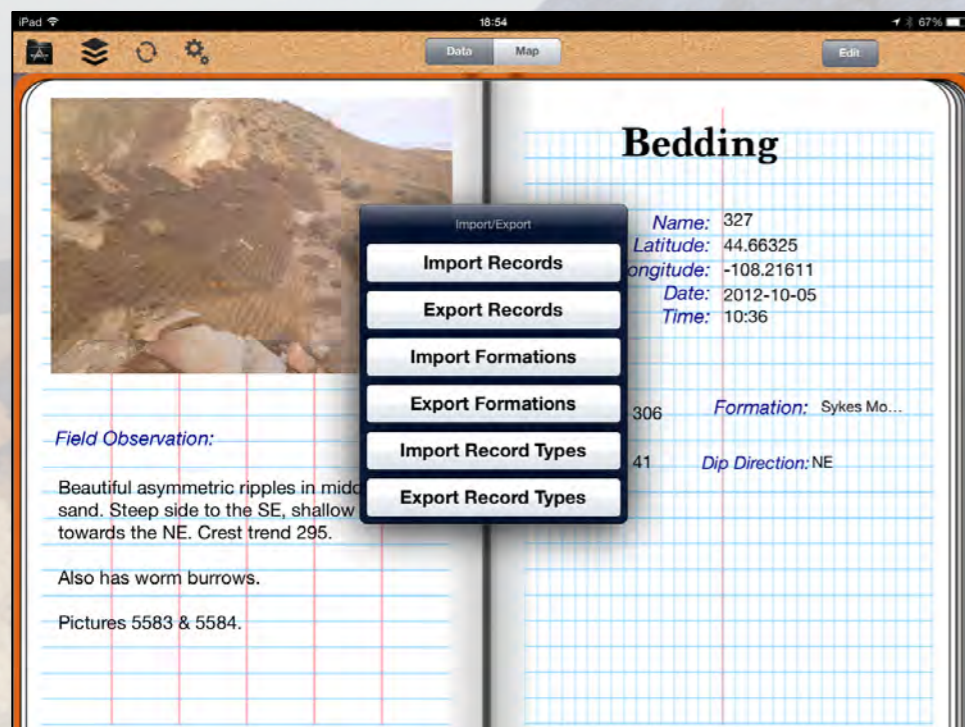 iPad 18:54 67%
Data Map Edit
Bedding
Import/Export
Import Records
Export Records
Import Formations
Export Formations
Import Record Types
Export Record Types
Name: 327
Latitude: 44.66325
ongitude: -108.21611
Date: 2012-10-05
Time: 10:36
306 Formation: Sykes Mo...
41 Dip Direction: NE
Field Observation:
Beautiful asymmetric ripples in midd
sand. Steep side to the SE, shallow
towards the NE. Crest trend 295.
Also has worm burrows.
Pictures 5583 & 5584.